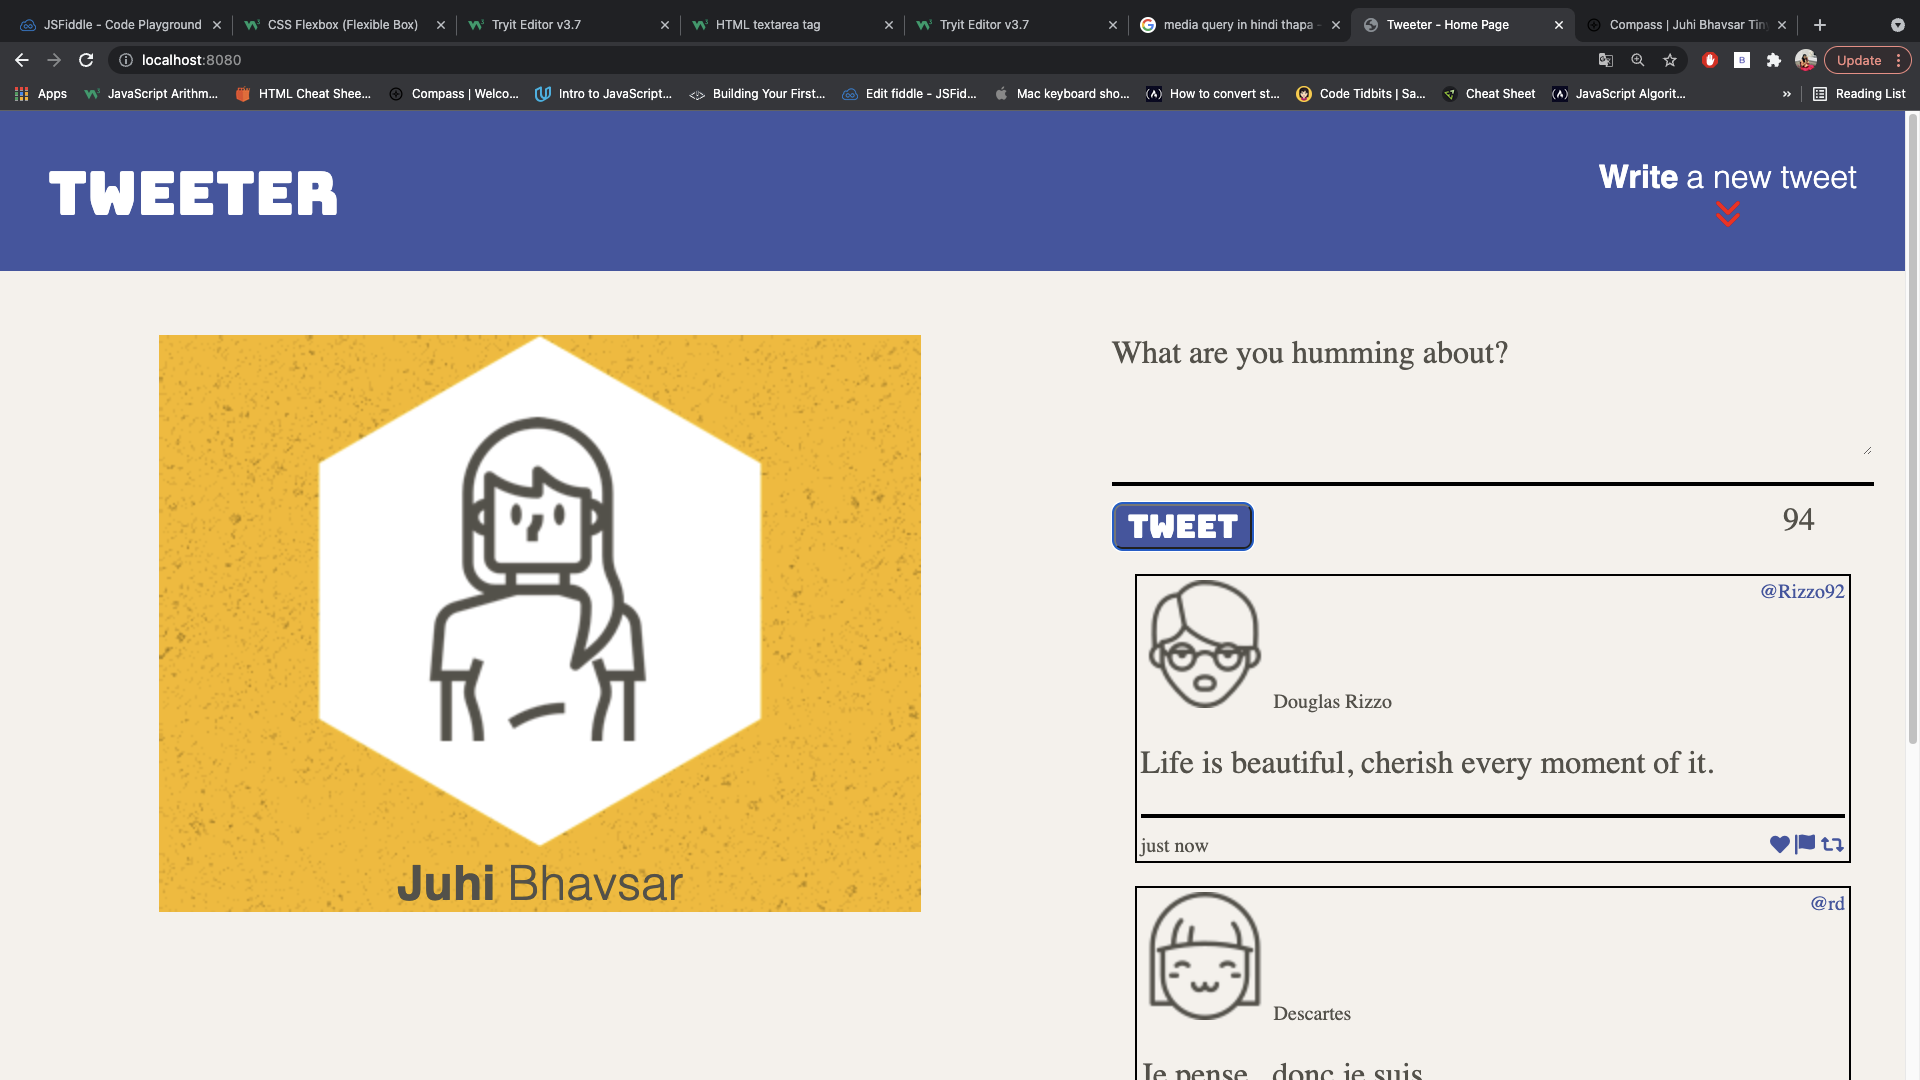 JSFiddle - Code Playground
CSS Flexbox (Flexible Box)
Tryit Editor v3.7
HTML textarea tag
Tryit Editor v3.7
media query in hindi thapa -
Tweeter - Home Page
Compass | Juhi Bhavsar Tin
localhost:8080
Update
Apps
JavaScript Arithm...
HTML Cheat Shee...
Compass | Welco...
Intro to JavaScript...
Building Your First...
Edit fiddle - JSFid...
Mac keyboard sho...
How to convert st...
Code Tidbits | Sa...
Cheat Sheet
JavaScript Algorit...
»
Reading List
TWEETER
Write a new tweet
Juhi Bhavsar
What are you humming about?
TWEET
94
@Rizzo92
Douglas Rizzo
Life is beautiful, cherish every moment of it.
just now
@rd
Descartes
Je pense , donc je suis